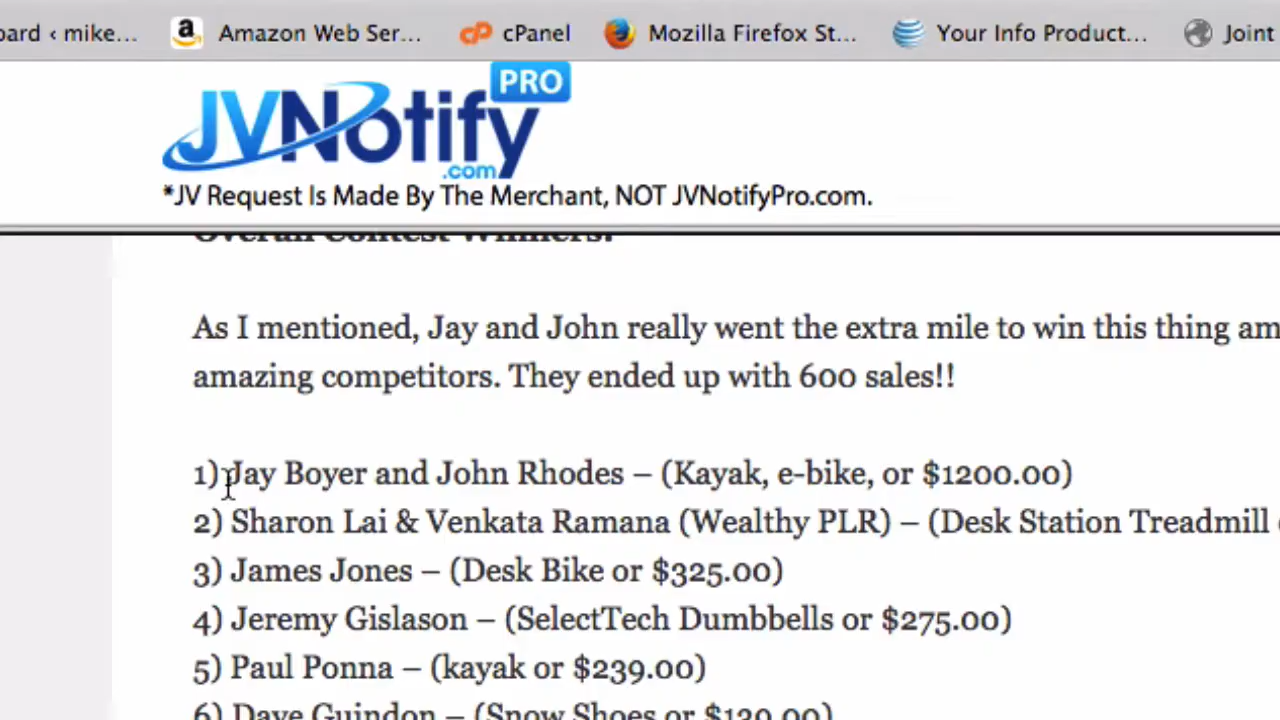 oard ‹ mike... Amazon Web Ser... cPanel Mozilla Firefox St... Your Info Product... Joint
JVNotify PRO
.com
*JV Request Is Made By The Merchant, NOT JVNotifyPro.com.
Overall Contest Winners:
As I mentioned, Jay and John really went the extra mile to win this thing am
amazing competitors. They ended up with 600 sales!!
1) Jay Boyer and John Rhodes – (Kayak, e-bike, or $1200.00)
2) Sharon Lai & Venkata Ramana (Wealthy PLR) – (Desk Station Treadmill
3) James Jones – (Desk Bike or $325.00)
4) Jeremy Gislason – (SelectTech Dumbbells or $275.00)
5) Paul Ponna – (kayak or $239.00)
6) Dave Guindon – (Snow Shoes or $139.00)